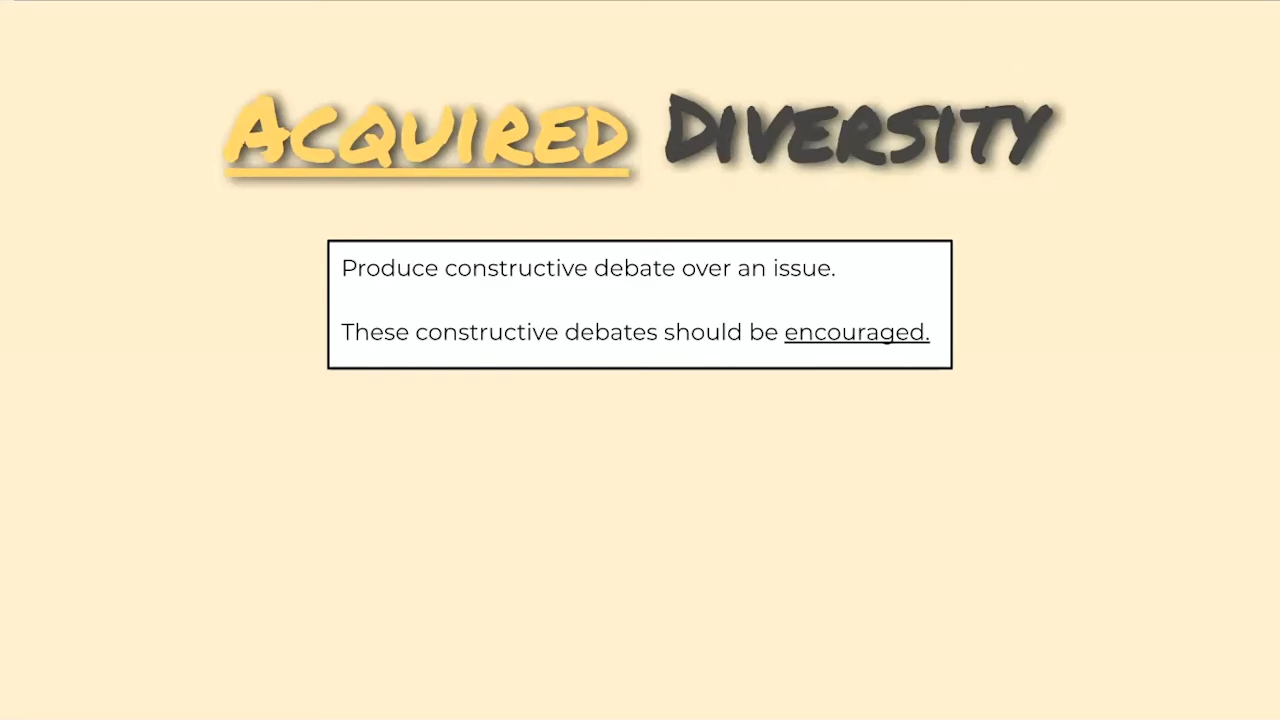 Acquired Diversity
Produce constructive debate over an issue.
These constructive debates should be encouraged.